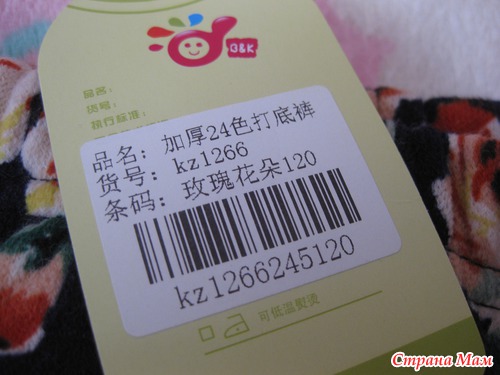 B&K
品名:
货号:
执行标准:
品名: 加厚24色打底裤
货号: kz1266
条码: 玫瑰花朵120
kz1266245120
可低温熨烫
Страна Мам